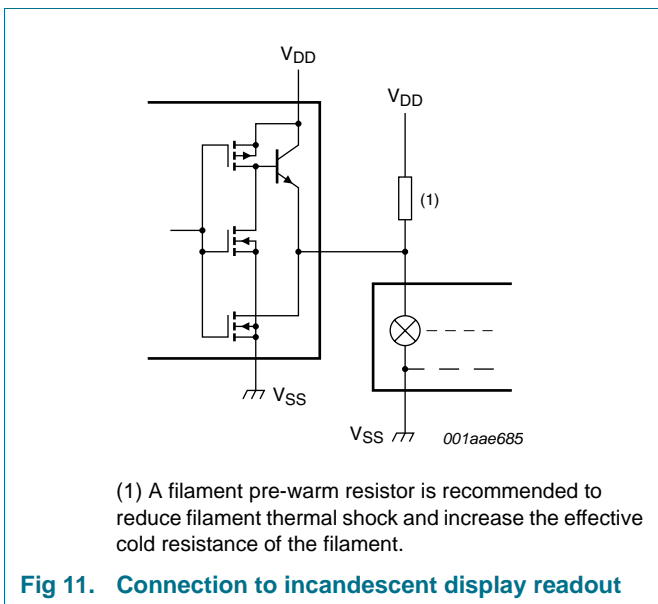 VDD
VDD
(1)
VSS
VSS
001aae685
(1) A filament pre-warm resistor is recommended to
reduce filament thermal shock and increase the effective
cold resistance of the filament.
Fig 11. Connection to incandescent display readout